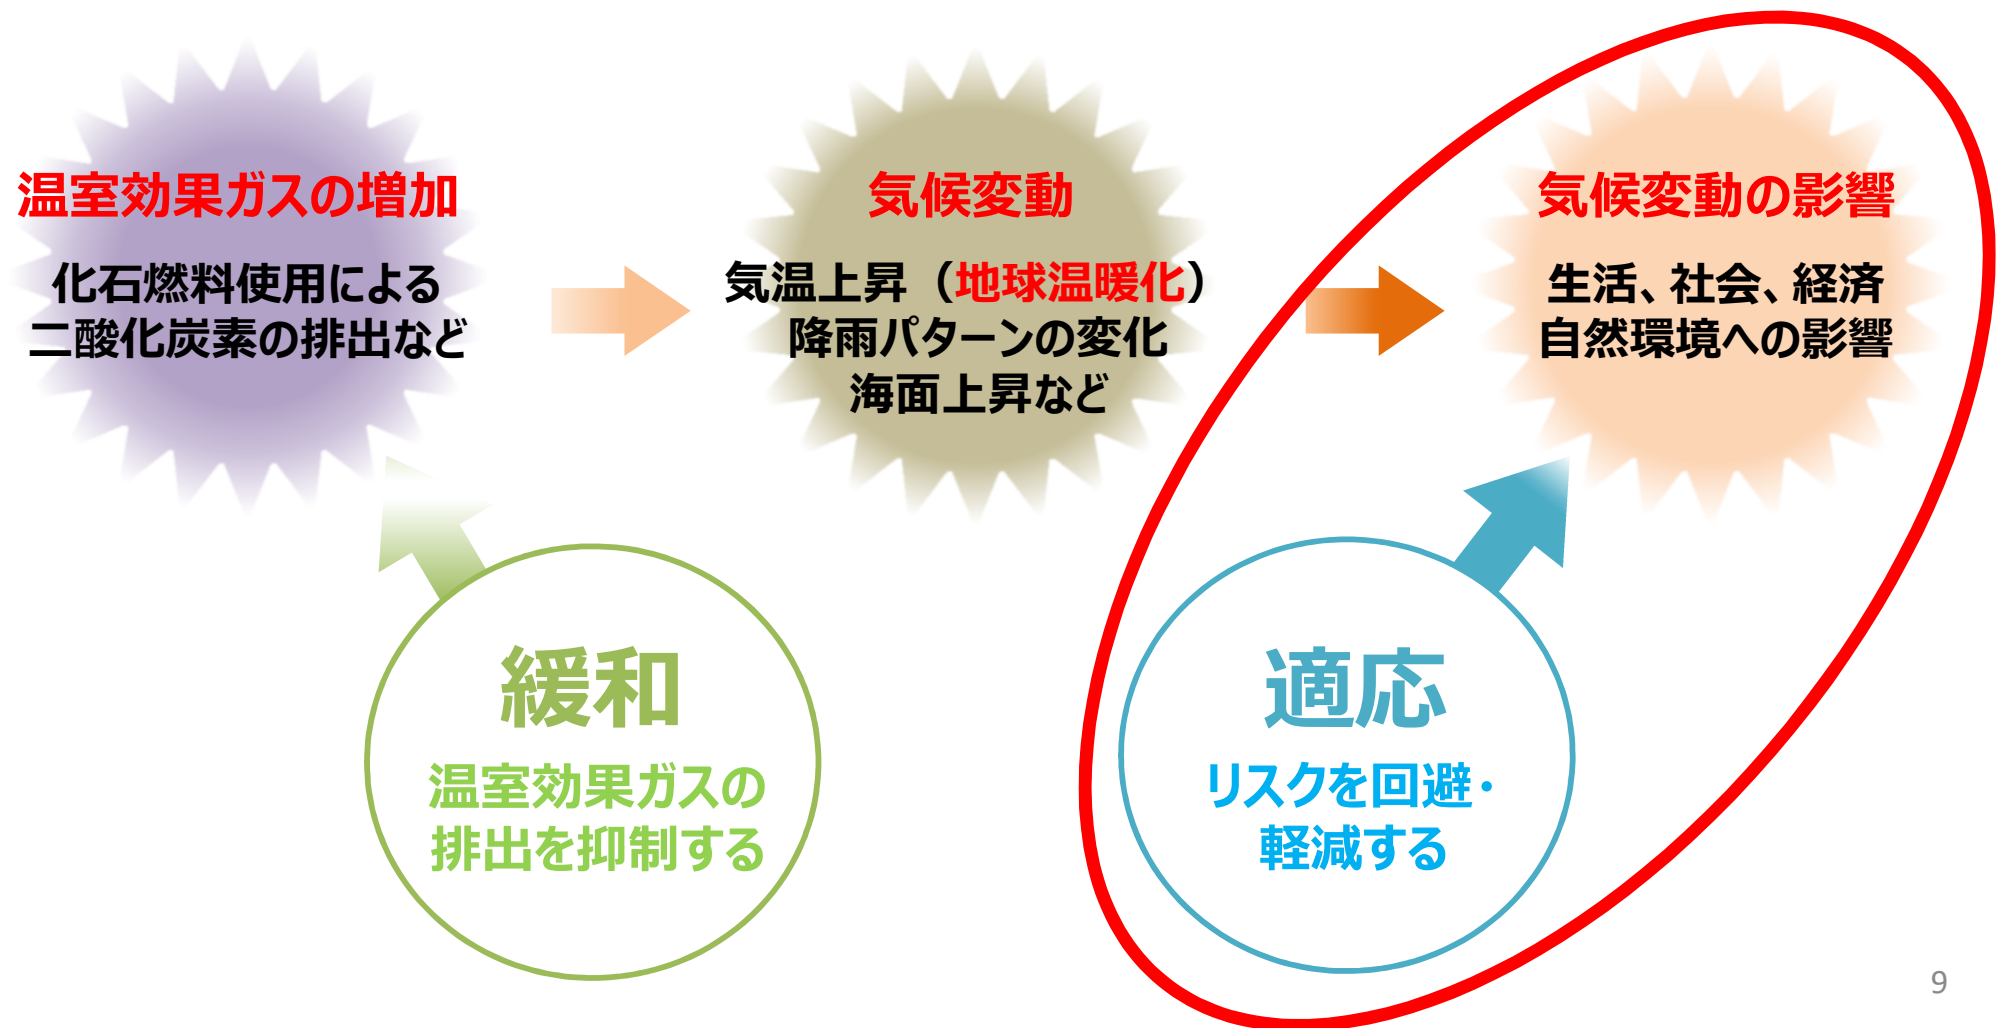 温室効果ガスの増加
化石燃料使用による
二酸化炭素の排出など
気候変動
気温上昇（地球温暖化）
降雨パターンの変化
海面上昇など
気候変動の影響
生活、社会、経済
自然環境への影響
緩和
温室効果ガスの
排出を抑制する
適応
リスクを回避・
軽減する
9